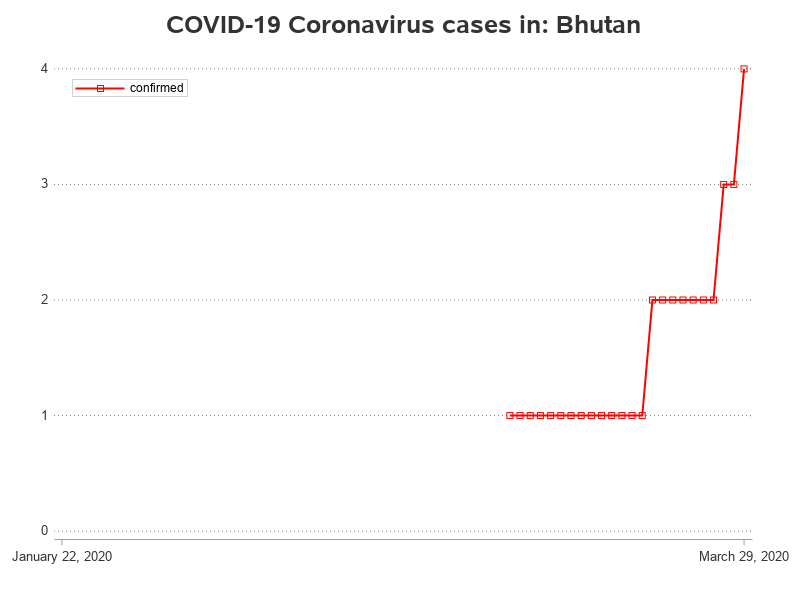 COVID-19 Coronavirus cases in: Bhutan
4
confirmed
3
2
1
0
January 22, 2020
March 29, 2020